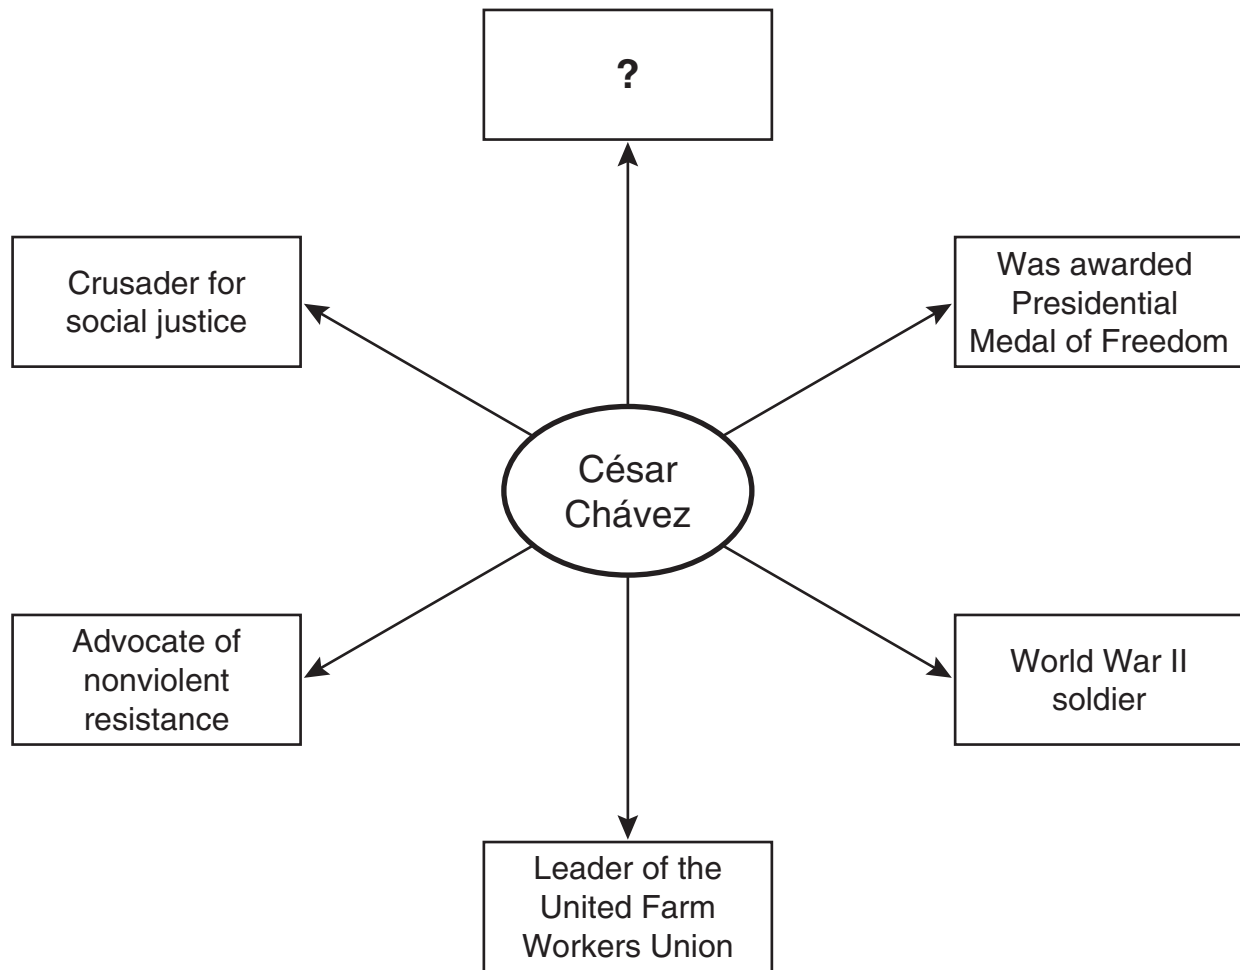 ?
Crusader for
social justice
Was awarded
Presidential
Medal of Freedom
César
Chávez
Advocate of
nonviolent
resistance
World War II
soldier
Leader of the
United Farm
Workers Union